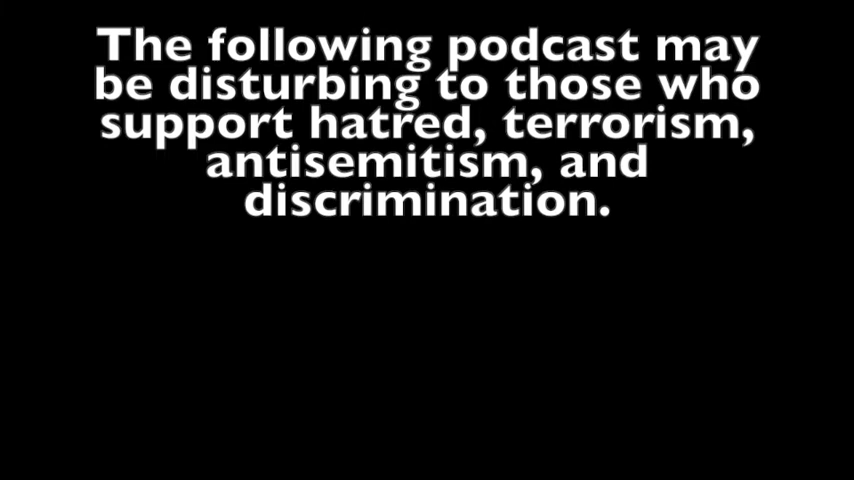 The following podcast may
be disturbing to those who
support hatred, terrorism,
antisemitism, and
discrimination.